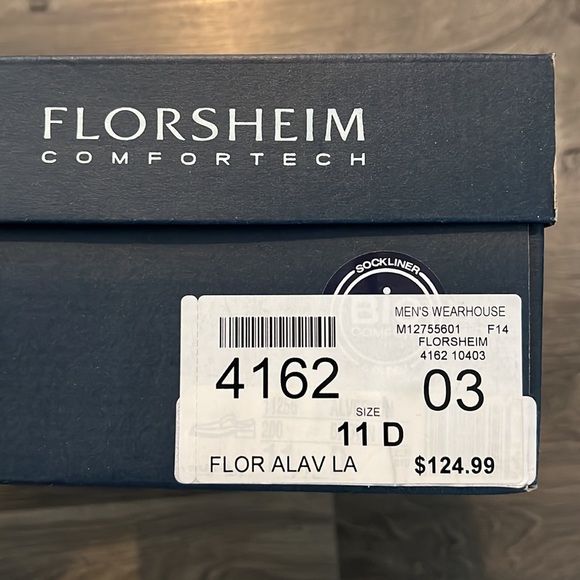 FLORSHEIM
COMFORTECH
SOCKLINER
MEN'S WEARHOUSE
M12755601 F14
FLORSHEIM
4162 10403
4162
03
SIZE
11 D
FLOR ALAV LA
$124.99